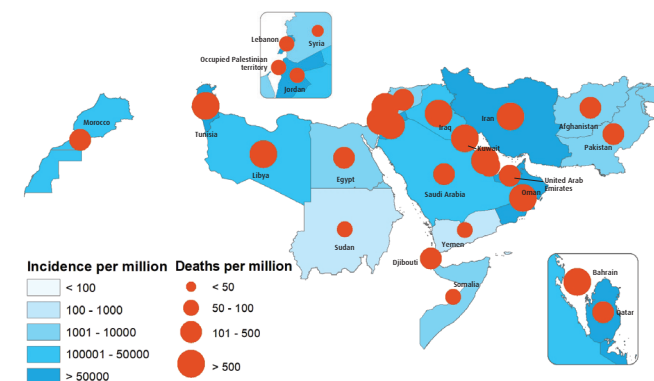 Lebanon
Syria
Occupied Palestinian
territory
Jordan
Morocco
Tunisia
Libya
Egypt
Iraq
Iran
Kuwait
Afghanistan
Pakistan
Saudi Arabia
United Arab
Emirates
Oman
Sudan
Yemen
Djibouti
Somalia
Bahrain
Qatar
Incidence per million
< 100
100 - 1000
1001 - 10000
100001 - 50000
> 50000
Deaths per million
< 50
50 - 100
101 - 500
> 500